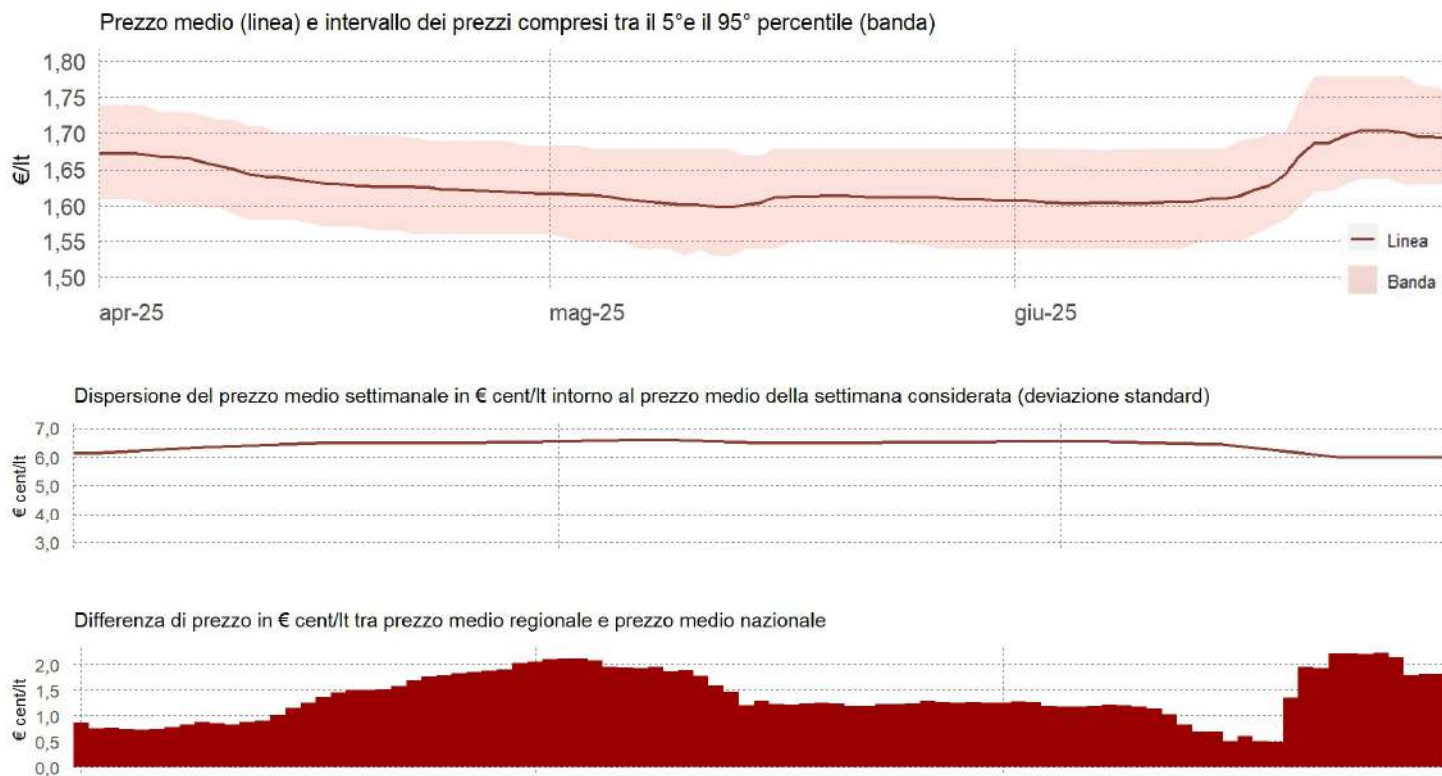 Prezzo medio (linea) e intervallo dei prezzi compresi tra il 5°e il 95° percentile (banda)
€/lt
1,80
1,75
1,70
1,65
1,60
1,55
1,50
Linea
Banda
apr-25 mag-25 giu-25
Dispersione del prezzo medio settimanale in € cent/lt intorno al prezzo medio della settimana considerata (deviazione standard)
€ cent/lt
7,0
6,0
5,0
4,0
3,0
Differenza di prezzo in € cent/lt tra prezzo medio regionale e prezzo medio nazionale
€ cent/lt
2,0
1,5
1,0
0,5
0,0